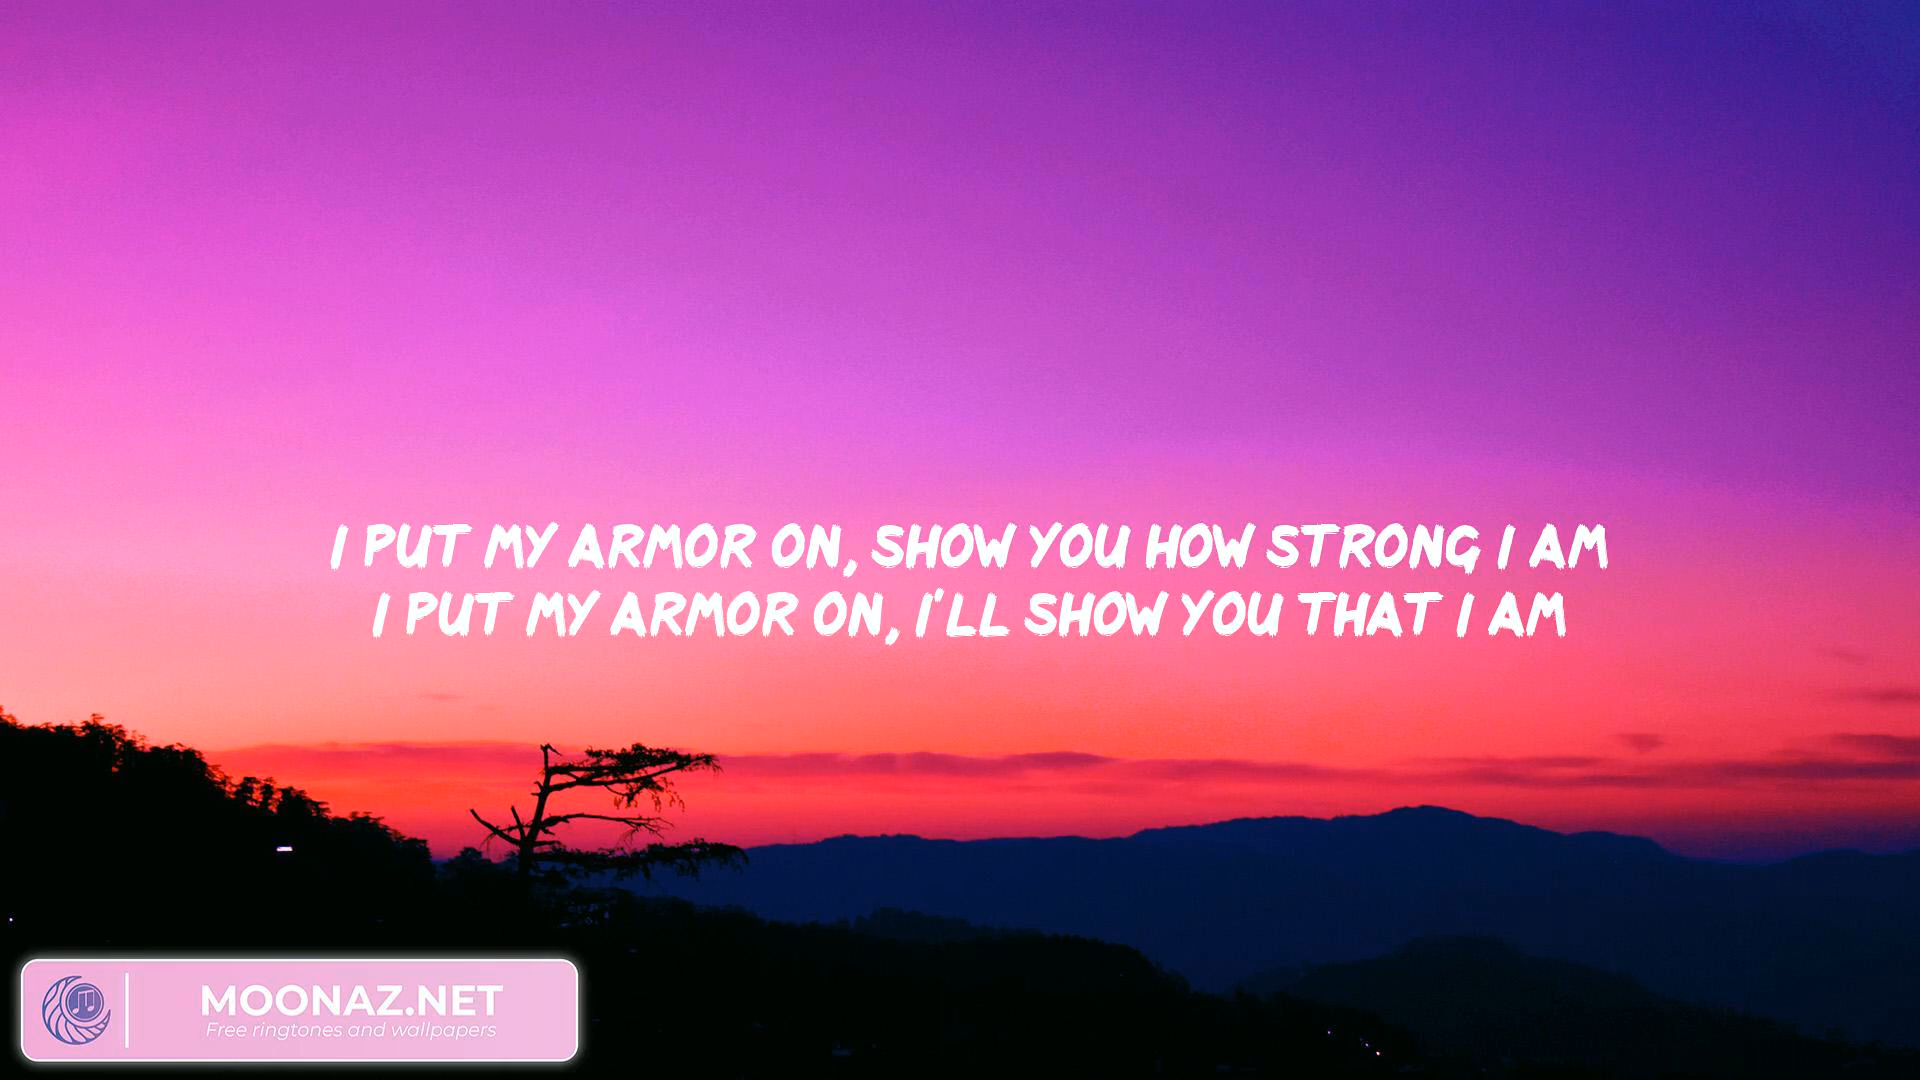 I PUT MY ARMOR ON, SHOW YOU HOW STRONG I AM
I PUT MY ARMOR ON, I'LL SHOW YOU THAT I AM
MOONAZ.NET
Free ringtones and wallpapers